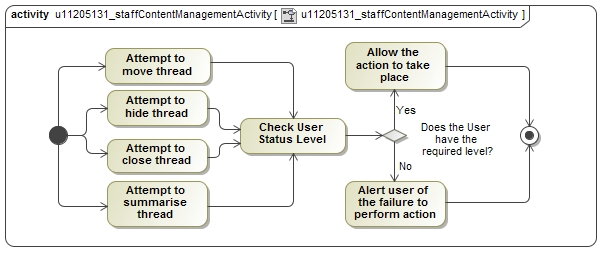 activity u11205131_staffContentManagementActivity [ u11205131_staffContentManagementActivity ]
Attempt to
move thread
Attempt to
hide thread
Attempt to
close thread
Attempt to
summarise
thread
Check User
Status Level
Allow the
action to take
place
Yes
Does the User
have the
required level?
No
Alert user of
the failure to
perform action